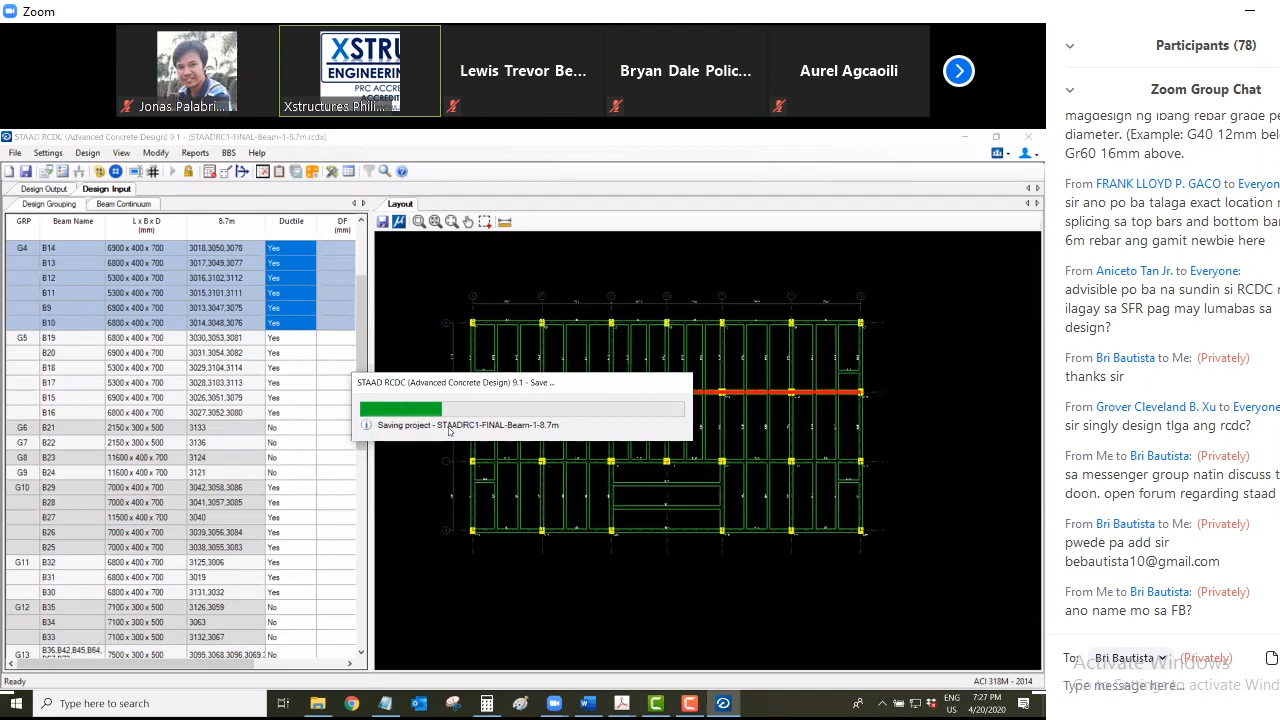 Zoom
XSTRU
ENGINEERING
PRC ACCRE
ACCREDIT
Jonas Palabri...
Xstructures Phili...
Lewis Trevor Be...
Bryan Dale Polic...
Aurel Agcaoili
STAAD RCDC (Advanced Concrete Design) 9.1 - [STAADRC1-FINAL-Beam-1-8.7m.rcdx]
File Settings Design View Modify Reports BBS Help
Design Output Design Input
Design Grouping Beam Continuum
Layout
GRP Beam Name L x B x D (mm) 8.7m Ductile DF (mm)
G4 B14 6900 x 400 x 700 3018,3050,3078 Yes
B13 6900 x 400 x 700 3017,3049,3077 Yes
B12 5300 x 400 x 700 3016,3102,3112 Yes
B11 5300 x 400 x 700 3015,3101,3111 Yes
B9 6900 x 400 x 700 3013,3047,3075 Yes
B10 6800 x 400 x 700 3014,3048,3076 Yes
G5 B19 6800 x 400 x 700 3030,3053,3081 Yes
B20 6900 x 400 x 700 3031,3054,3082 Yes
B18 5300 x 400 x 700 3029,3104,3114 Yes
B17 5300 x 400 x 700 3028,3103,3113 Yes
B15 6900 x 400 x 700 3026,3051,3079 Yes
B16 6800 x 400 x 700 3027,3052,3080 Yes
G6 B21 2150 x 300 x 500 3133 No
G7 B22 2150 x 300 x 500 3136 No
G8 B23 11600 x 400 x 700 3124 No
G9 B24 11600 x 400 x 700 3121 No
G10 B29 7000 x 400 x 700 3042,3058,3086 Yes
B28 7000 x 400 x 700 3041,3057,3085 Yes
B27 11500 x 400 x 700 3040 Yes
B26 7000 x 400 x 700 3039,3056,3084 Yes
B25 7000 x 400 x 700 3038,3055,3083 Yes
G11 B32 6800 x 400 x 700 3125,3006 Yes
B31 6800 x 400 x 700 3019 Yes
B30 6800 x 400 x 700 3131,3032 Yes
G12 B35 7100 x 300 x 500 3126,3059 No
B34 7100 x 300 x 500 3063 No
B33 7100 x 300 x 500 3132,3067 No
G13 B36,B42,B45,B64, 7500 x 300 x 500 3095,3068,3096,3069, No
STAAD RCDC (Advanced Concrete Design) 9.1 - Save ...
Saving project - STAADRC1-FINAL-Beam-1-8.7m
Ready
ACI 318M - 2014
Participants (78)
Zoom Group Chat
magdesign ng ibang rebar grade pe
diameter. (Example: G40 12mm bel
Gr60 16mm above.
From FRANK LLOYD P. GACO to Everyon
sir ano po ba talaga exact location n
splicing sa top bars and bottom bar
6m rebar ang gamit newbie here
From Aniceto Tan Jr. to Everyone:
advisible po ba na sundin si RCDC n
ilagay sa SFR pag may lumabas sa
design?
From Bri Bautista to Me: (Privately)
thanks sir
From Grover Cleveland B. Xu to Everyone
sir singly design tlga ang rcdc?
From Me to Bri Bautista: (Privately)
sa messenger group natin discuss t
doon. open forum regarding staad
From Bri Bautista to Me: (Privately)
pwede pa add sir
bebautista10@gmail.com
From Me to Bri Bautista: (Privately)
ano name mo sa FB?
To: Bri Bautista (Privately)
Activate Windows
Type message here...
Go to Settings to activate Wind
Type here to search
ENG
US
7:27 PM
4/20/2020